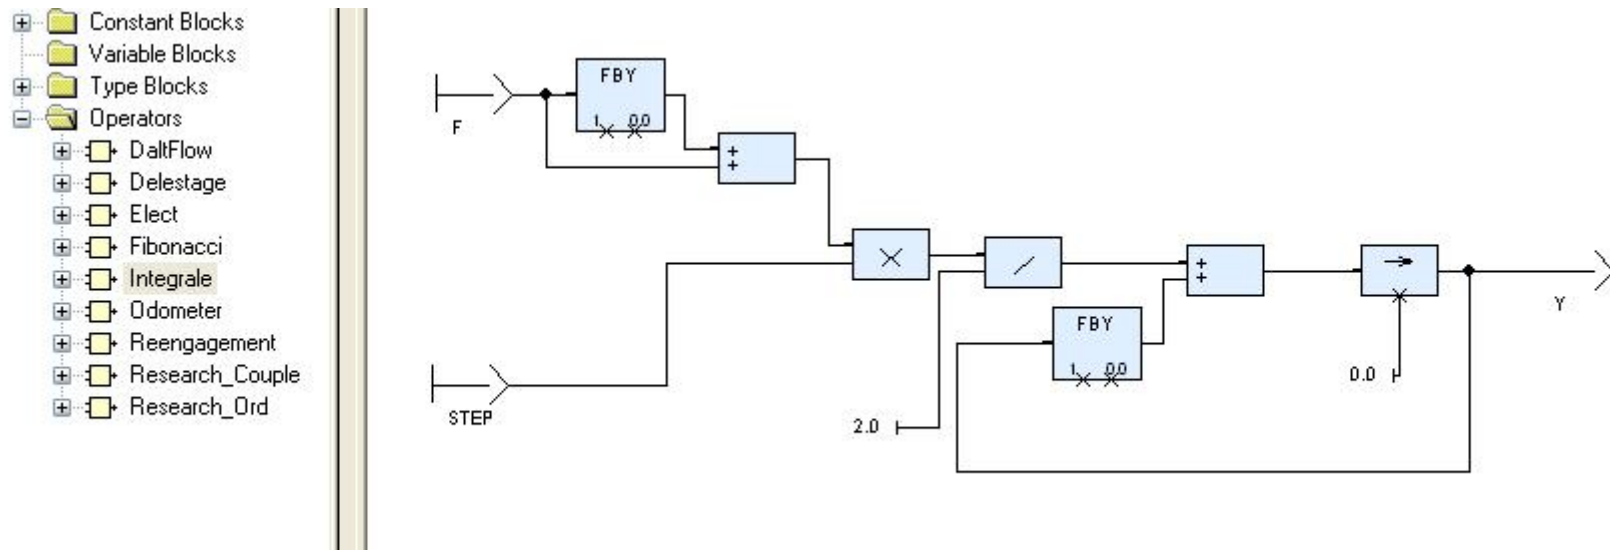 Constant Blocks
Variable Blocks
Type Blocks
Operators
DaltFlow
Delestage
Elect
Fibonacci
Integrale
Odometer
Reengagement
Research_Couple
Research_Ord
FBY
1 0.0
F
+
+
STEP
2.0
FBY
1 0.0
+
+
0.0
Y